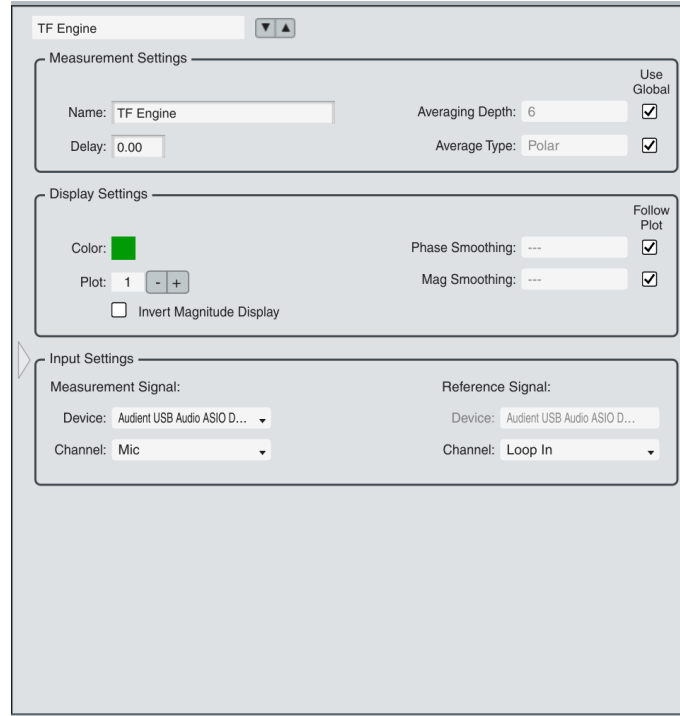 TF Engine
Measurement Settings
Use
Global
Name: TF Engine
Averaging Depth: 6
Delay: 0.00
Average Type: Polar
Display Settings
Follow
Plot
Color:
Phase Smoothing: ---
Plot: 1 - +
Mag Smoothing: ---
Invert Magnitude Display
Input Settings
Measurement Signal:
Reference Signal:
Device: Audient USB Audio ASIO D...
Device: Audient USB Audio ASIO D...
Channel: Mic
Channel: Loop In